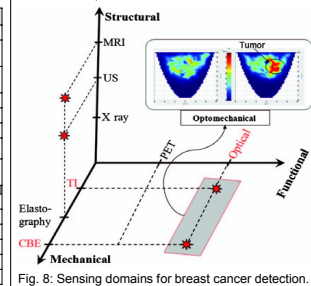 Structural
MRI
US
X ray
Tumor
Optomechanical
PET
Optical
Functional
TI
Elasto-
graphy
CBE
Mechanical
Fig. 8: Sensing domains for breast cancer detection.